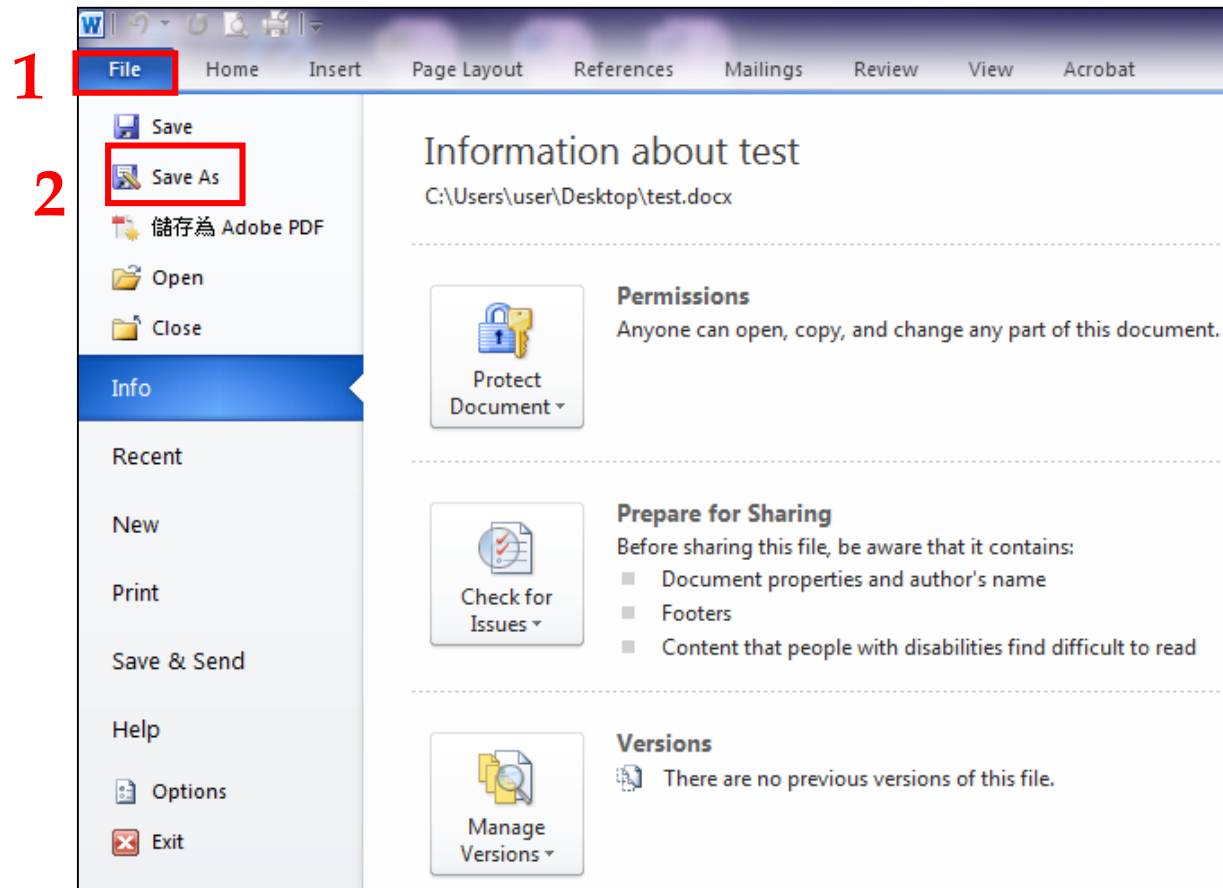 W
1
File Home Insert Page Layout References Mailings Review View Acrobat
Save
2
Save As
儲存為 Adobe PDF
Open
Close
Info
Recent
New
Print
Save & Send
Help
Options
Exit
Information about test
C:\Users\user\Desktop\test.docx
Protect
Document
Permissions
Anyone can open, copy, and change any part of this document.
Check for
Issues
Prepare for Sharing
Before sharing this file, be aware that it contains:
Document properties and author's name
Footers
Content that people with disabilities find difficult to read
Manage
Versions
Versions
There are no previous versions of this file.